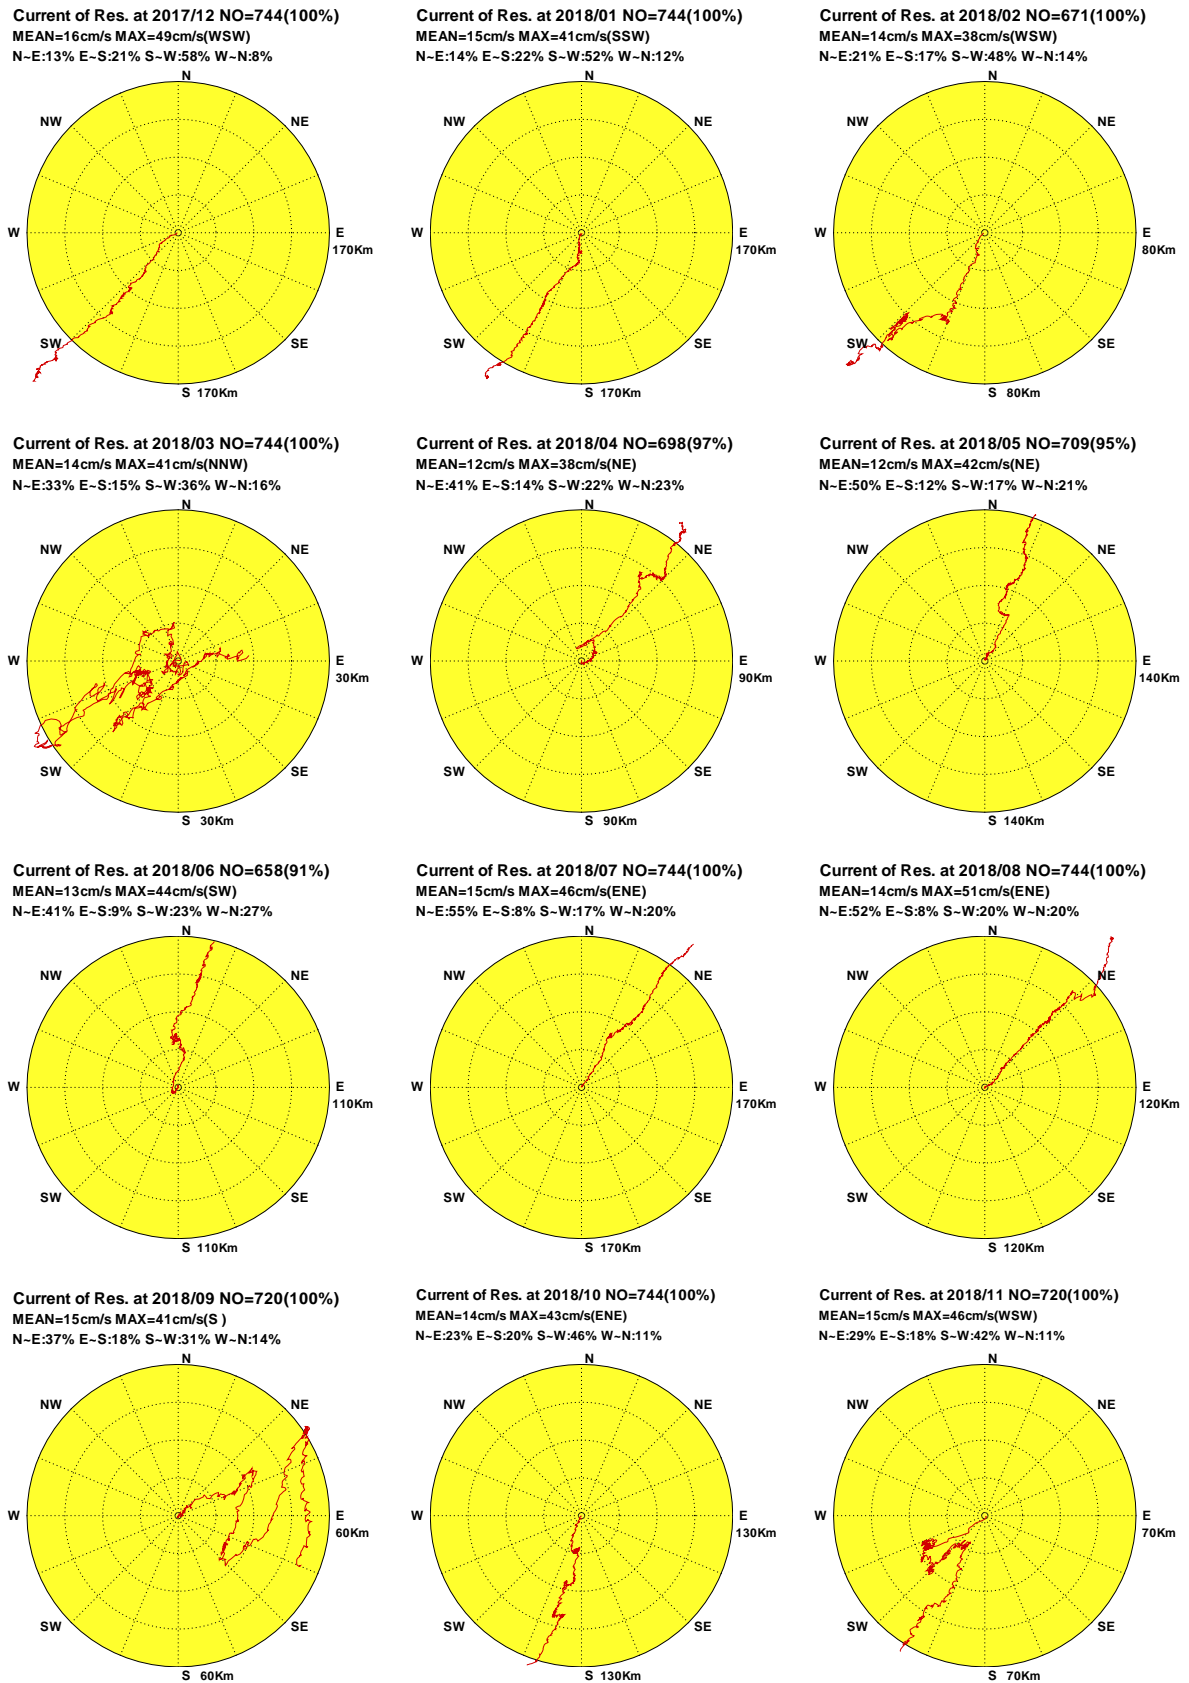 Current of Res. at 2017/12 NO=744(100%)
MEAN=16cm/s MAX=49cm/s(WSW)
N~E:13% E~S:21% S~W:58% W~N:8%
N
NW
NE
W
E
170Km
SW
SE
S 170Km
Current of Res. at 2018/01 NO=744(100%)
MEAN=15cm/s MAX=41cm/s(SSW)
N~E:14% E~S:22% S~W:52% W~N:12%
N
NW
NE
W
E
170Km
SW
SE
S 170Km
Current of Res. at 2018/02 NO=671(100%)
MEAN=14cm/s MAX=38cm/s(WSW)
N~E:21% E~S:17% S~W:48% W~N:14%
N
NW
NE
W
E
80Km
SW
SE
S 80Km
Current of Res. at 2018/03 NO=744(100%)
MEAN=14cm/s MAX=41cm/s(NNW)
N~E:33% E~S:15% S~W:36% W~N:16%
N
NW
NE
W
E
30Km
SW
SE
S 30Km
Current of Res. at 2018/04 NO=698(97%)
MEAN=12cm/s MAX=38cm/s(NE)
N~E:41% E~S:14% S~W:22% W~N:23%
N
NW
NE
W
E
90Km
SW
SE
S 90Km
Current of Res. at 2018/05 NO=709(95%)
MEAN=12cm/s MAX=42cm/s(NE)
N~E:50% E~S:12% S~W:17% W~N:21%
N
NW
NE
W
E
140Km
SW
SE
S 140Km
Current of Res. at 2018/06 NO=658(91%)
MEAN=13cm/s MAX=44cm/s(SW)
N~E:41% E~S:9% S~W:23% W~N:27%
N
NW
NE
W
E
110Km
SW
SE
S 110Km
Current of Res. at 2018/07 NO=744(100%)
MEAN=15cm/s MAX=46cm/s(ENE)
N~E:55% E~S:8% S~W:17% W~N:20%
N
NW
NE
W
E
170Km
SW
SE
S 170Km
Current of Res. at 2018/08 NO=744(100%)
MEAN=14cm/s MAX=51cm/s(ENE)
N~E:52% E~S:8% S~W:20% W~N:20%
N
NW
NE
W
E
120Km
SW
SE
S 120Km
Current of Res. at 2018/09 NO=720(100%)
MEAN=15cm/s MAX=41cm/s(S )
N~E:37% E~S:18% S~W:31% W~N:14%
N
NW
NE
W
E
60Km
SW
SE
S 60Km
Current of Res. at 2018/10 NO=744(100%)
MEAN=14cm/s MAX=43cm/s(ENE)
N~E:23% E~S:20% S~W:46% W~N:11%
N
NW
NE
W
E
130Km
SW
SE
S 130Km
Current of Res. at 2018/11 NO=720(100%)
MEAN=15cm/s MAX=46cm/s(WSW)
N~E:29% E~S:18% S~W:42% W~N:11%
N
NW
NE
W
E
70Km
SW
SE
S 70Km